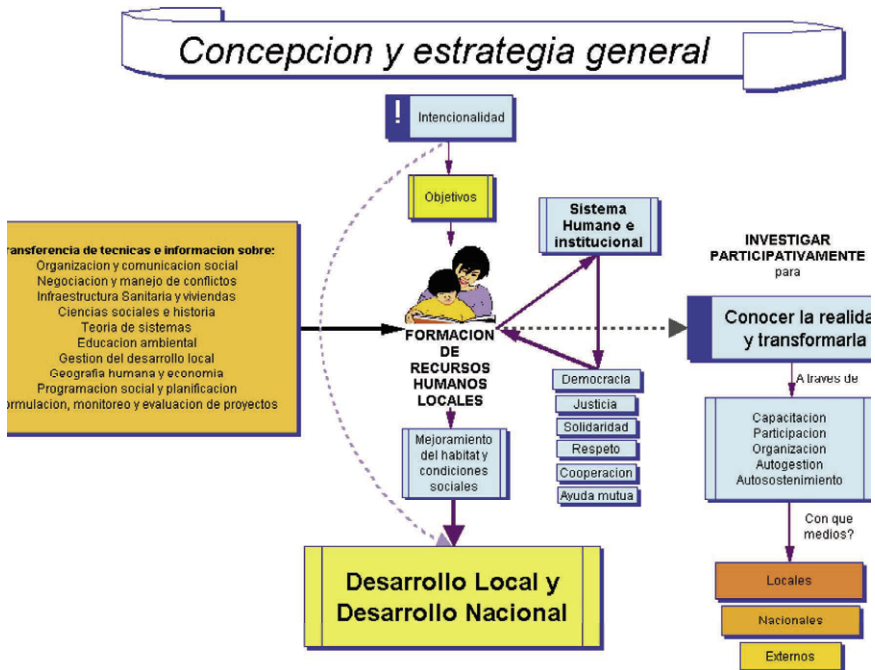 Concepcion y estrategia general
!
Intencionalidad
Objetivos
ransferencia de tecnicas e informacion sobre:
Organizacion y comunicacion social
Negociacion y manejo de conflictos
Infraestructura Sanitaria y viviendas
Ciencias sociales e historia
Teoria de sistemas
Educacion ambiental
Gestion del desarrollo local
Geografia humana y economia
Programacion social y planificacion
ormulacion, monitoreo y evaluacion de proyectos
FORMACION
DE
RECURSOS
HUMANOS
LOCALES
Mejoramiento
del habitat y
condiciones
sociales
Desarrollo Local y
Desarrollo Nacional
Sistema
Humano e
institucional
Democracia
Justicia
Solidaridad
Respeto
Cooperacion
Ayuda mutua
INVESTIGAR
PARTICIPATIVAMENTE
para
Conocer la realida
y transformarla
A traves de
Capacitacion
Participacion
Organizacion
Autogestion
Autosostenimiento
Con que
medios?
Locales
Nacionales
Externos